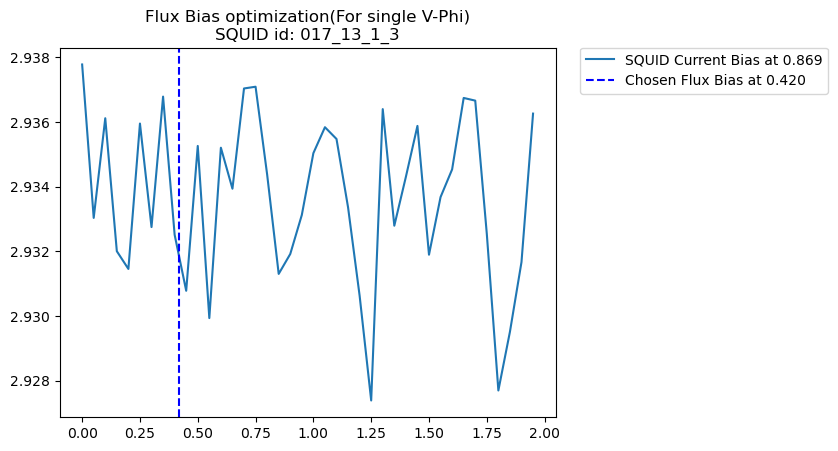 Flux Bias optimization(For single V-Phi)
SQUID id: 017_13_1_3
SQUID Current Bias at 0.869
Chosen Flux Bias at 0.420
2.938
2.936
2.934
2.932
2.930
2.928
0.00 0.25 0.50 0.75 1.00 1.25 1.50 1.75 2.00